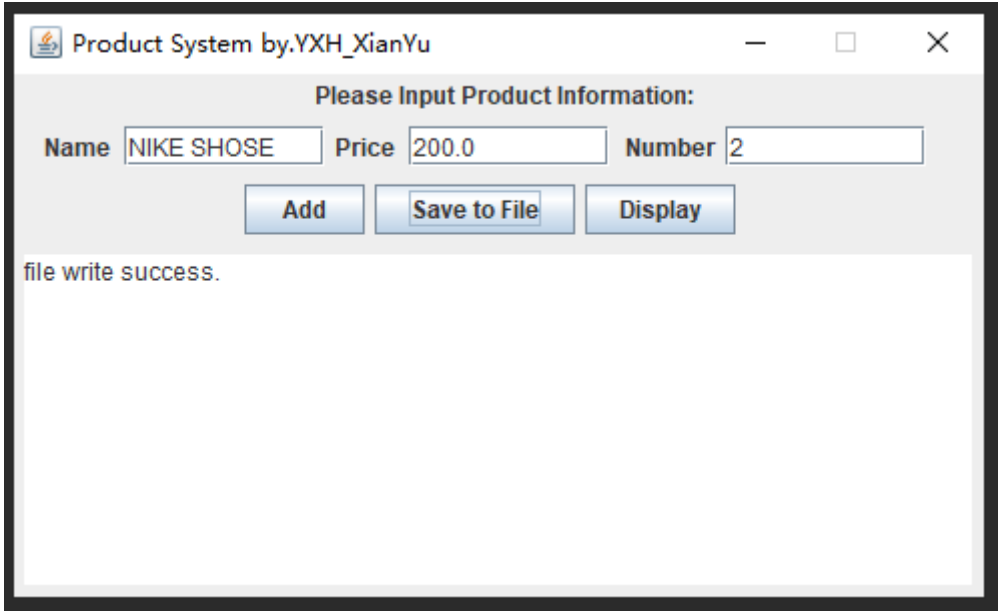 Product System by.YXH_XianYu
Please Input Product Information:
Name NIKE SHOSE Price 200.0 Number 2
Add Save to File Display
file write success.